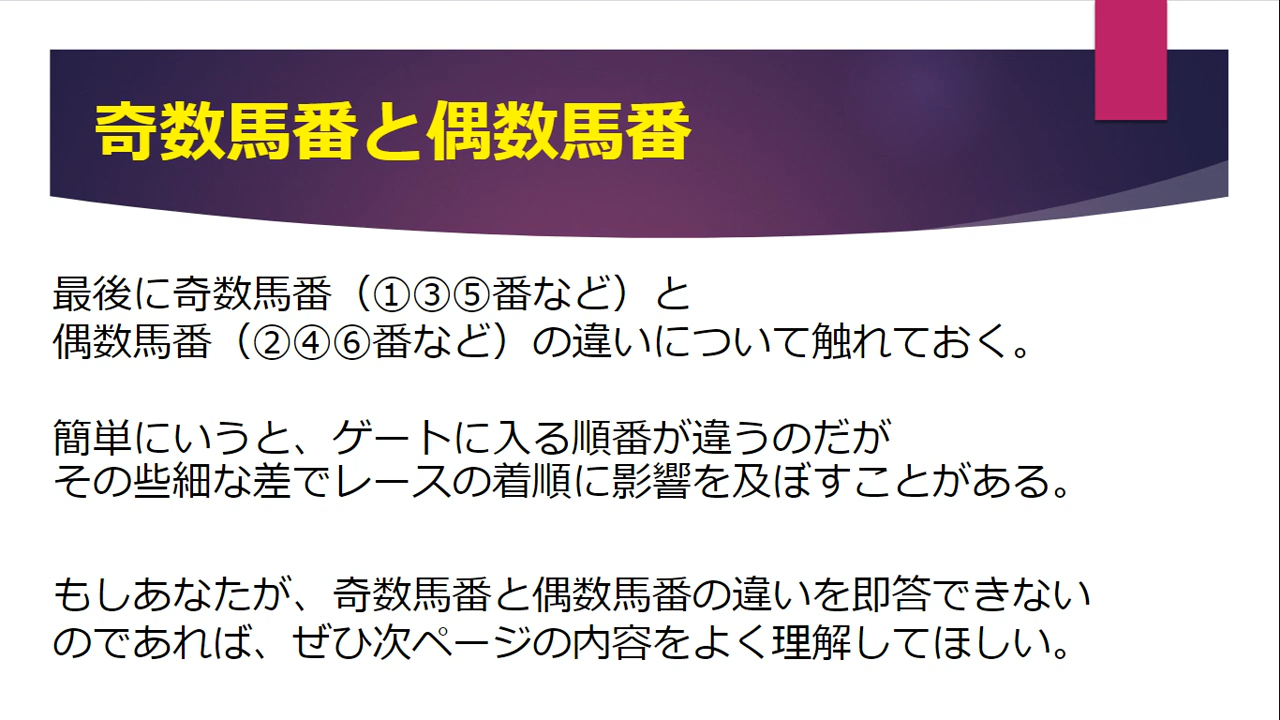 奇数馬番と偶数馬番
最後に奇数馬番（①③⑤番など）と
偶数馬番（②④⑥番など）の違いについて触れておく。
簡単にいうと、ゲートに入る順番が違うのだが
その些細な差でレースの着順に影響を及ぼすことがある。
もしあなたが、奇数馬番と偶数馬番の違いを即答できない
のであれば、ぜひ次ページの内容をよく理解してほしい。